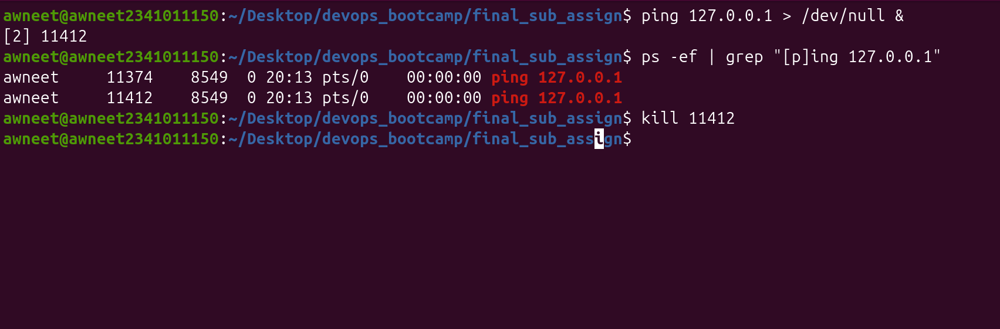 awneet@awneet2341011150:~/Desktop/devops_bootcamp/final_sub_assign$ ping 127.0.0.1 > /dev/null &
[2] 11412
awneet@awneet2341011150:~/Desktop/devops_bootcamp/final_sub_assign$ ps -ef | grep "[p]ing 127.0.0.1"
awneet     11374    8549  0 20:13 pts/0    00:00:00 ping 127.0.0.1
awneet     11412    8549  0 20:13 pts/0    00:00:00 ping 127.0.0.1
awneet@awneet2341011150:~/Desktop/devops_bootcamp/final_sub_assign$ kill 11412
awneet@awneet2341011150:~/Desktop/devops_bootcamp/final_sub_assign$